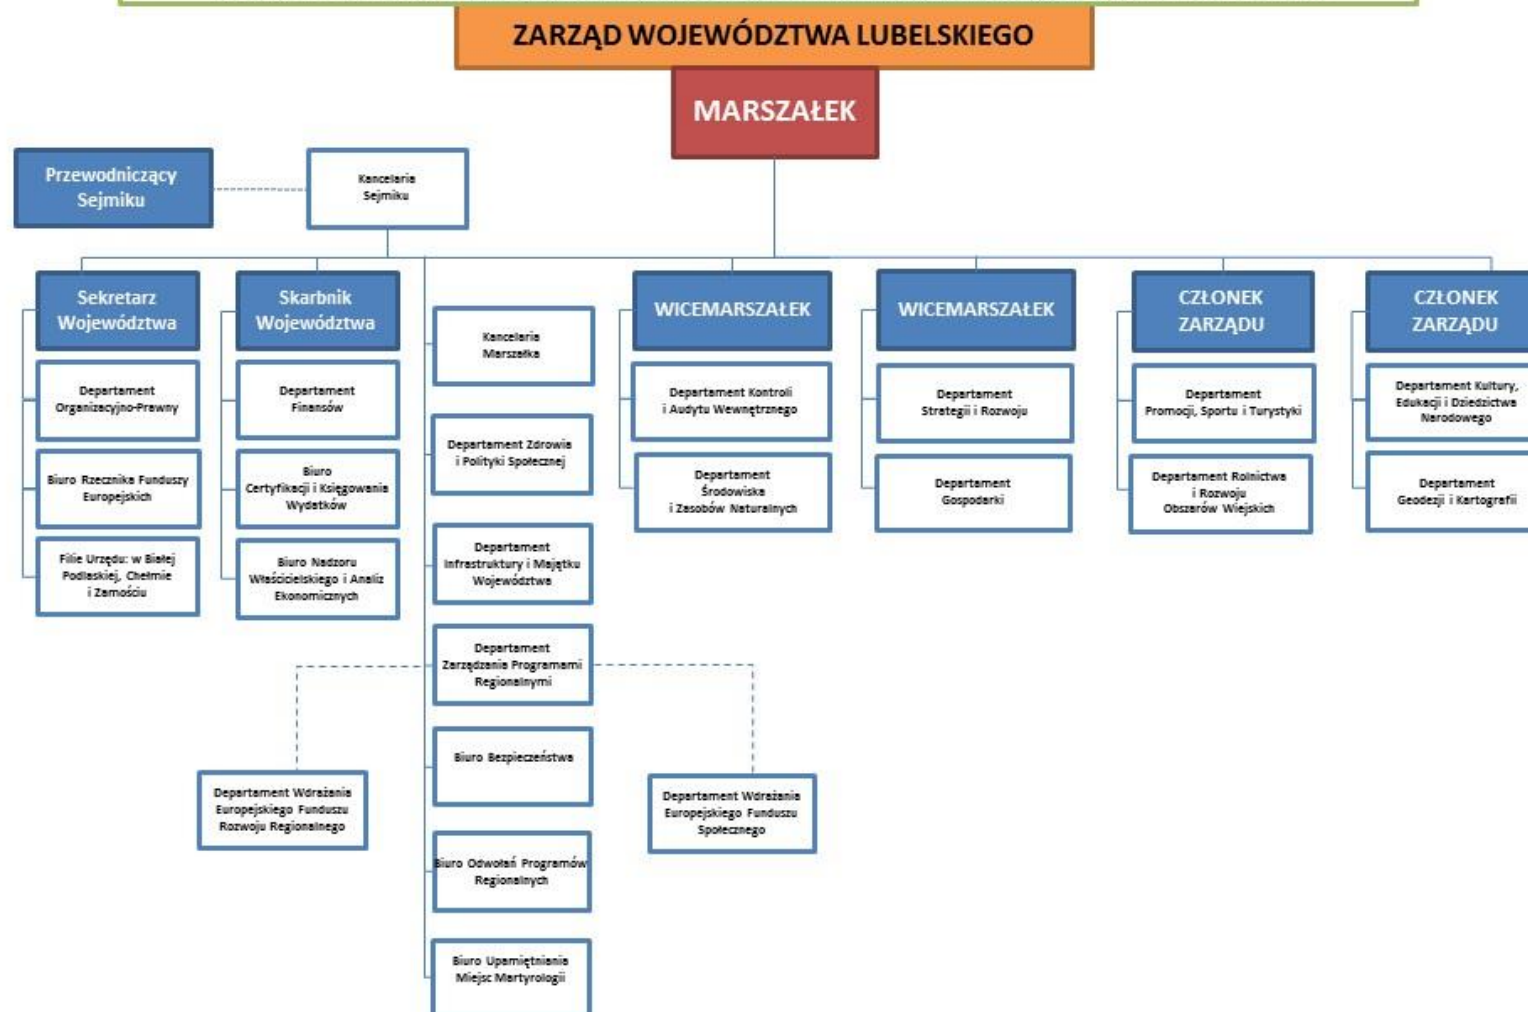 ZARZĄD WOJEWÓDZTWA LUBELSKIEGO
MARSZAŁEK
Przewodniczący
Sejmiku
Kancelaria
Sejmiku
Sekretarz
Województwa
Departament
Organizacyjno-Prawny
Biuro Rzecznika Funduszy
Europejskich
Filie Urzędu: w Białej
Podlaskiej, Chełmie
i Zamościu
Skarbnik
Województwa
Departament
Finansów
Biuro
Certyfikacji i Księgowania
Wydatków
Biuro Nadzoru
Właścicielskiego i Analiz
Ekonomicznych
Kancelaria
Marszałka
Departament Zdrowia
i Polityki Społecznej
Departament
Infrastruktury i Majątku
Województwa
Departament
Zarządzania Programami
Regionalnymi
Departament Wdrażania
Europejskiego Funduszu
Rozwoju Regionalnego
Departament Wdrażania
Europejskiego Funduszu
Społecznego
Biuro Bezpieczeństwa
Biuro Odwołań Programów
Regionalnych
Biuro Upamiętniania
Miejsc Martyrologii
WICEMARSZAŁEK
Departament Kontroli
i Audytu Wewnętrznego
Departament
Środowiska
i Zasobów Naturalnych
WICEMARSZAŁEK
Departament
Strategii i Rozwoju
Departament
Gospodarki
CZŁONEK
ZARZĄDU
Departament
Promocji, Sportu i Turystyki
Departament Rolnictwa
i Rozwoju
Obszarów Wiejskich
CZŁONEK
ZARZĄDU
Departament Kultury,
Edukacji i Dziedzictwa
Narodowego
Departament
Geodezji i Kartografii